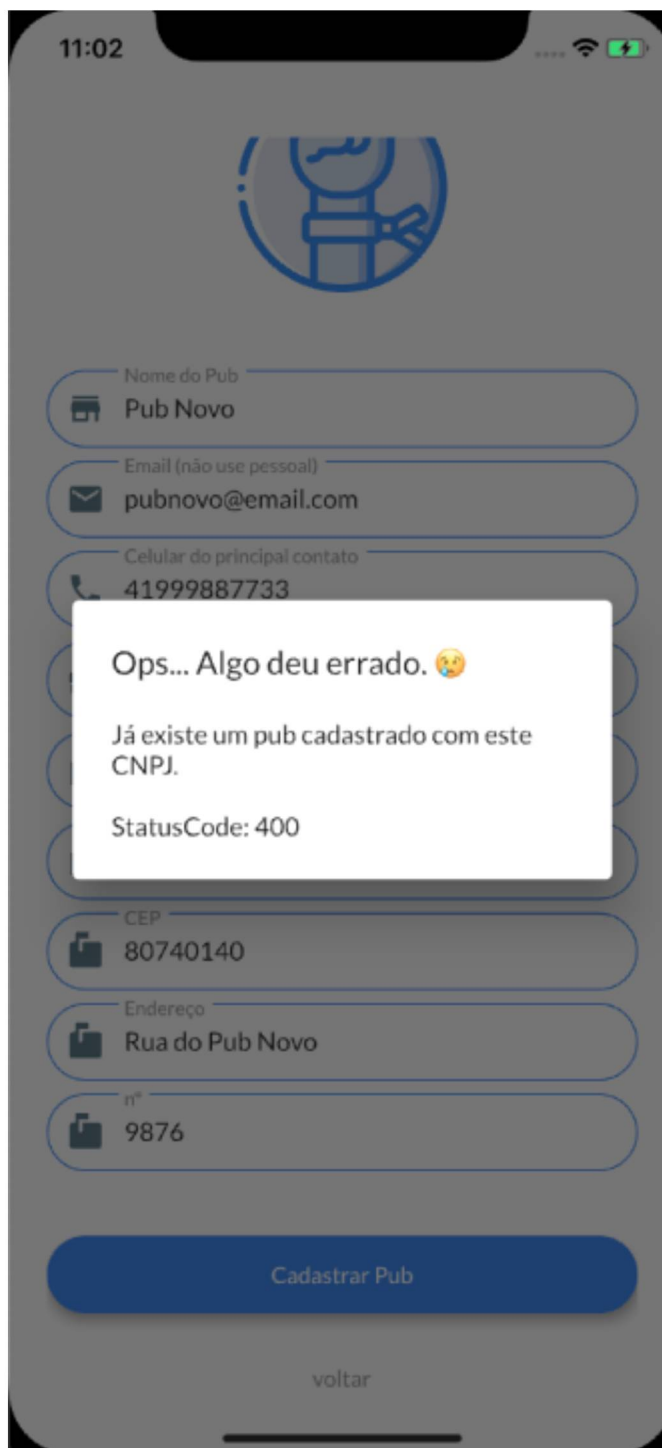 11:02
Nome do Pub
Pub Novo
Email (não use pessoal)
pubnovo@email.com
Celular do principal contato
41999887733
Ops... Algo deu errado. 😢
Já existe um pub cadastrado com este
CNPJ.
StatusCode: 400
CEP
80740140
Endereço
Rua do Pub Novo
nº
9876
Cadastrar Pub
voltar